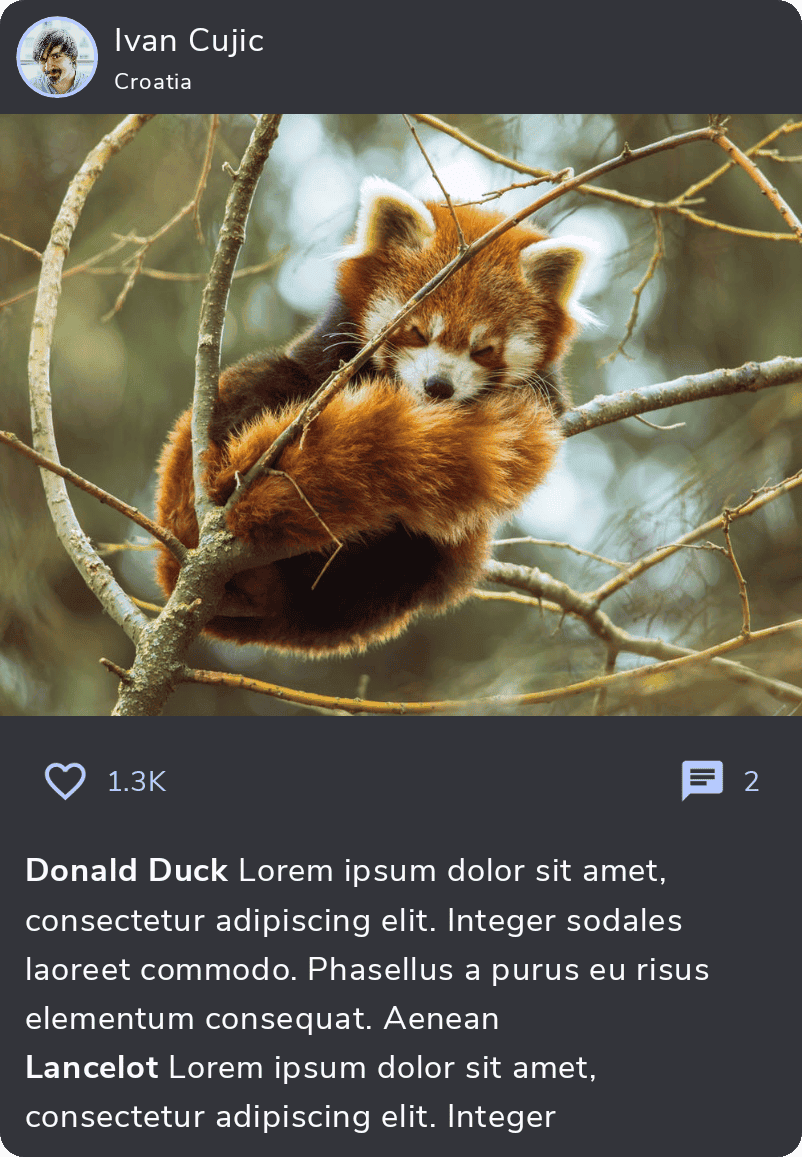 Ivan Cujic
Croatia
1.3K
2
Donald Duck Lorem ipsum dolor sit amet,
consectetur adipiscing elit. Integer sodales
laoreet commodo. Phasellus a purus eu risus
elementum consequat. Aenean
Lancelot Lorem ipsum dolor sit amet,
consectetur adipiscing elit. Integer